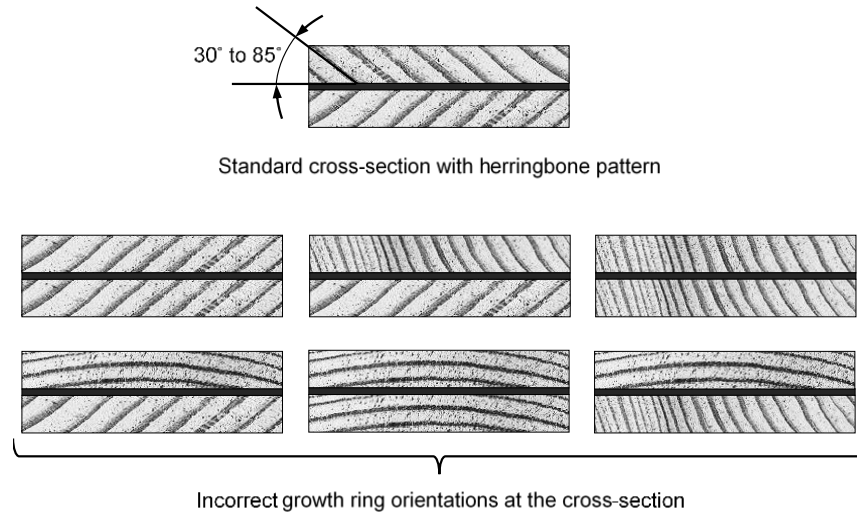 30˚ to 85˚
Standard cross-section with herringbone pattern
Incorrect growth ring orientations at the cross-section